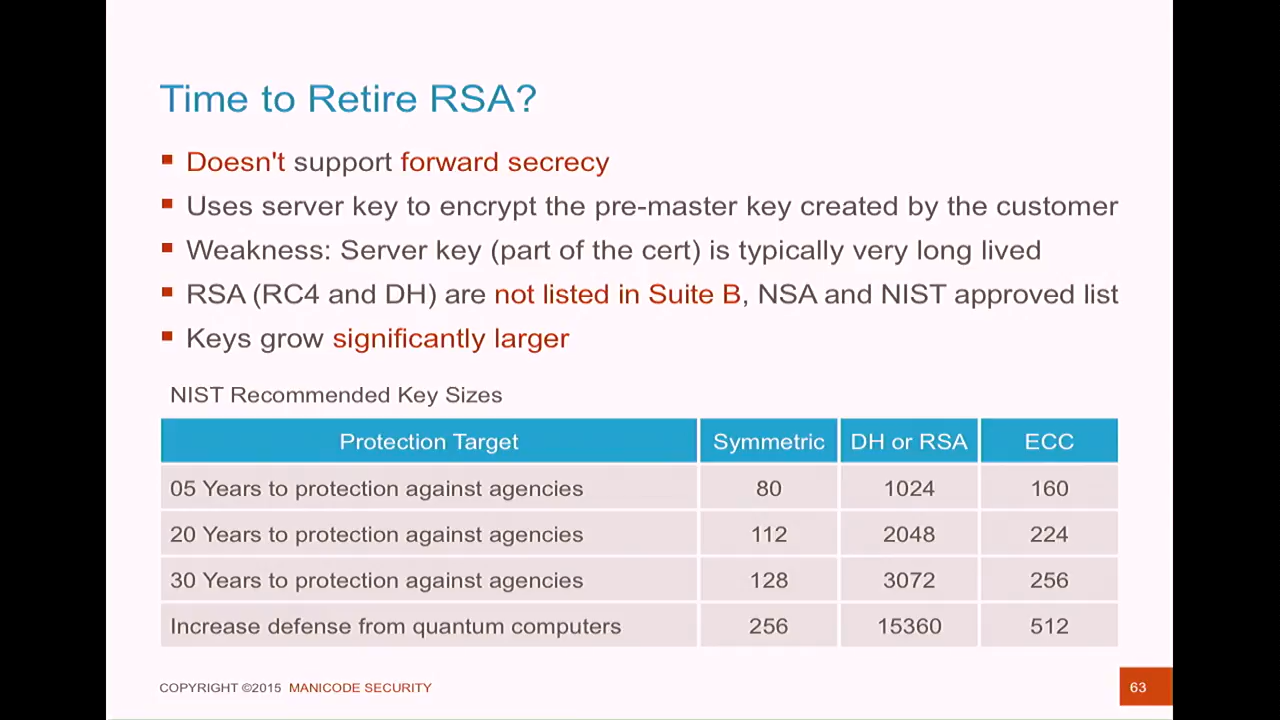 Time to Retire RSA?
Doesn't support forward secrecy
Uses server key to encrypt the pre-master key created by the customer
Weakness: Server key (part of the cert) is typically very long lived
RSA (RC4 and DH) are not listed in Suite B, NSA and NIST approved list
Keys grow significantly larger
NIST Recommended Key Sizes
Protection Target Symmetric DH or RSA ECC
05 Years to protection against agencies 80 1024 160
20 Years to protection against agencies 112 2048 224
30 Years to protection against agencies 128 3072 256
Increase defense from quantum computers 256 15360 512
COPYRIGHT ©2015 MANICODE SECURITY 63